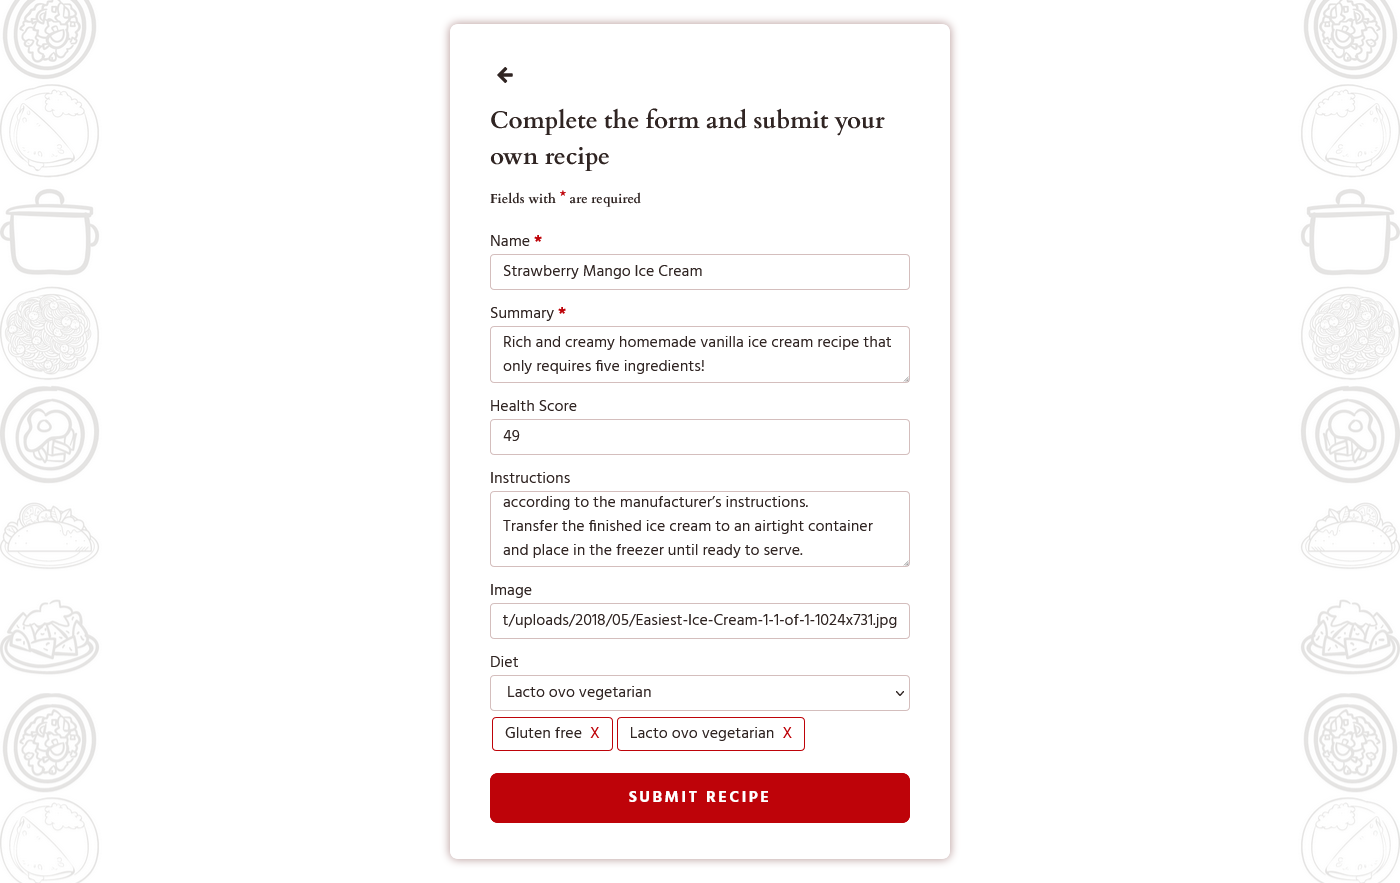 Complete the form and submit your
own recipe
Fields with * are required
Name *
Strawberry Mango Ice Cream
Summary *
Rich and creamy homemade vanilla ice cream recipe that
only requires five ingredients!
Health Score
49
Instructions
according to the manufacturer’s instructions.
Transfer the finished ice cream to an airtight container
and place in the freezer until ready to serve.
Image
t/uploads/2018/05/Easiest-Ice-Cream-1-1-of-1-1024x731.jpg
Diet
Lacto ovo vegetarian
Gluten free X Lacto ovo vegetarian X
SUBMIT RECIPE